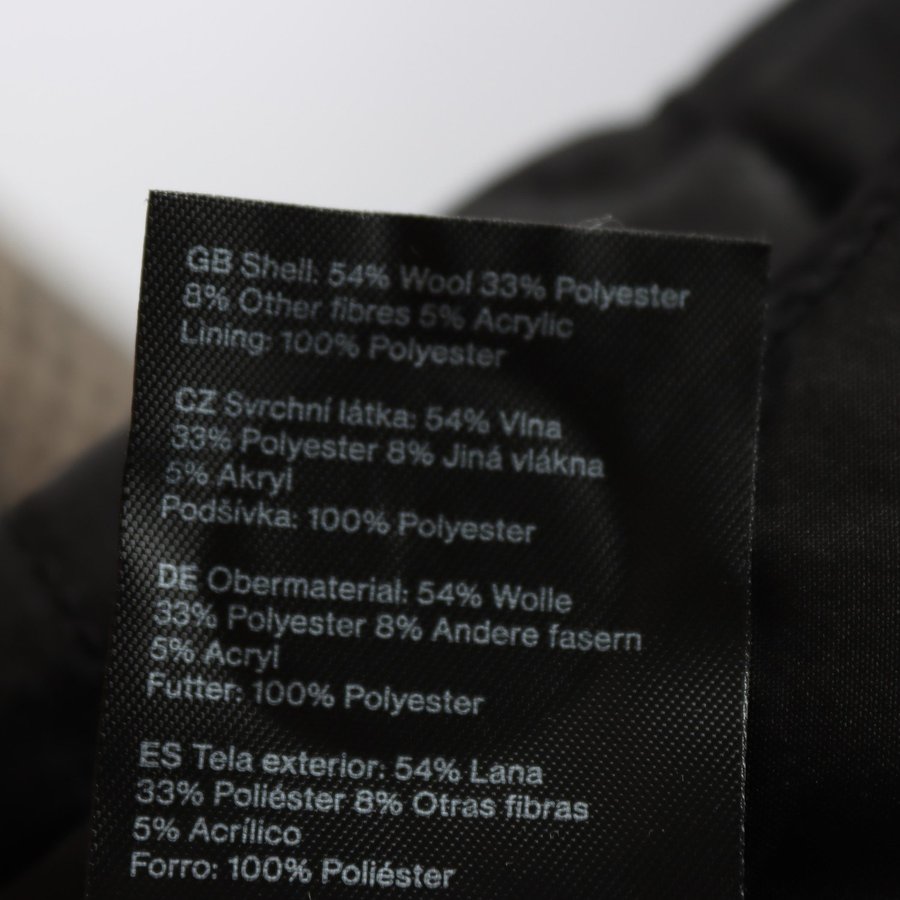 GB Shell: 54% Wool 33% Polyester
8% Other fibres 5% Acrylic
Lining: 100% Polyester
CZ Svrchní látka: 54% Vlna
33% Polyester 8% Jiná vlákna
5% Akryl
Podšívka: 100% Polyester
DE Obermaterial: 54% Wolle
33% Polyester 8% Andere fasern
5% Acryl
Futter: 100% Polyester
ES Tela exterior: 54% Lana
33% Poliéster 8% Otras fibras
5% Acrílico
Forro: 100% Poliéster